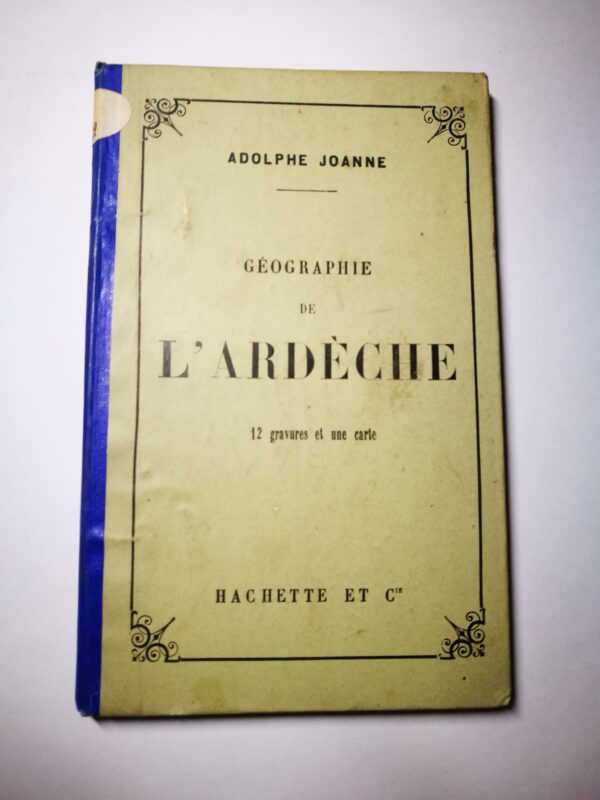 ADOLPHE JOANNE
GÉOGRAPHIE
DE
L'ARDÈCHE
12 gravures et une carte
HACHETTE ET Cie